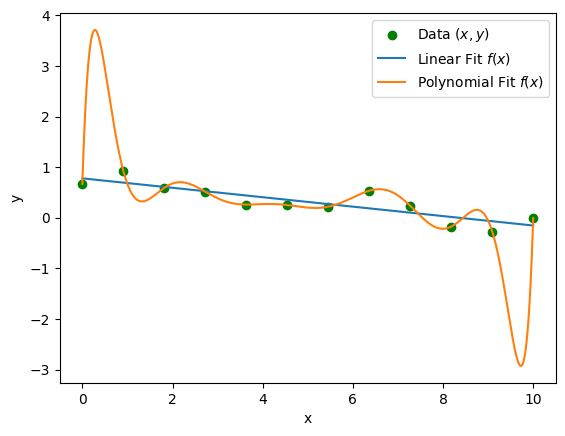 4
3
2
1
0
−1
−2
−3
y
0 2 4 6 8 10
x
Data (x, y)
Linear Fit f(x)
Polynomial Fit f(x)